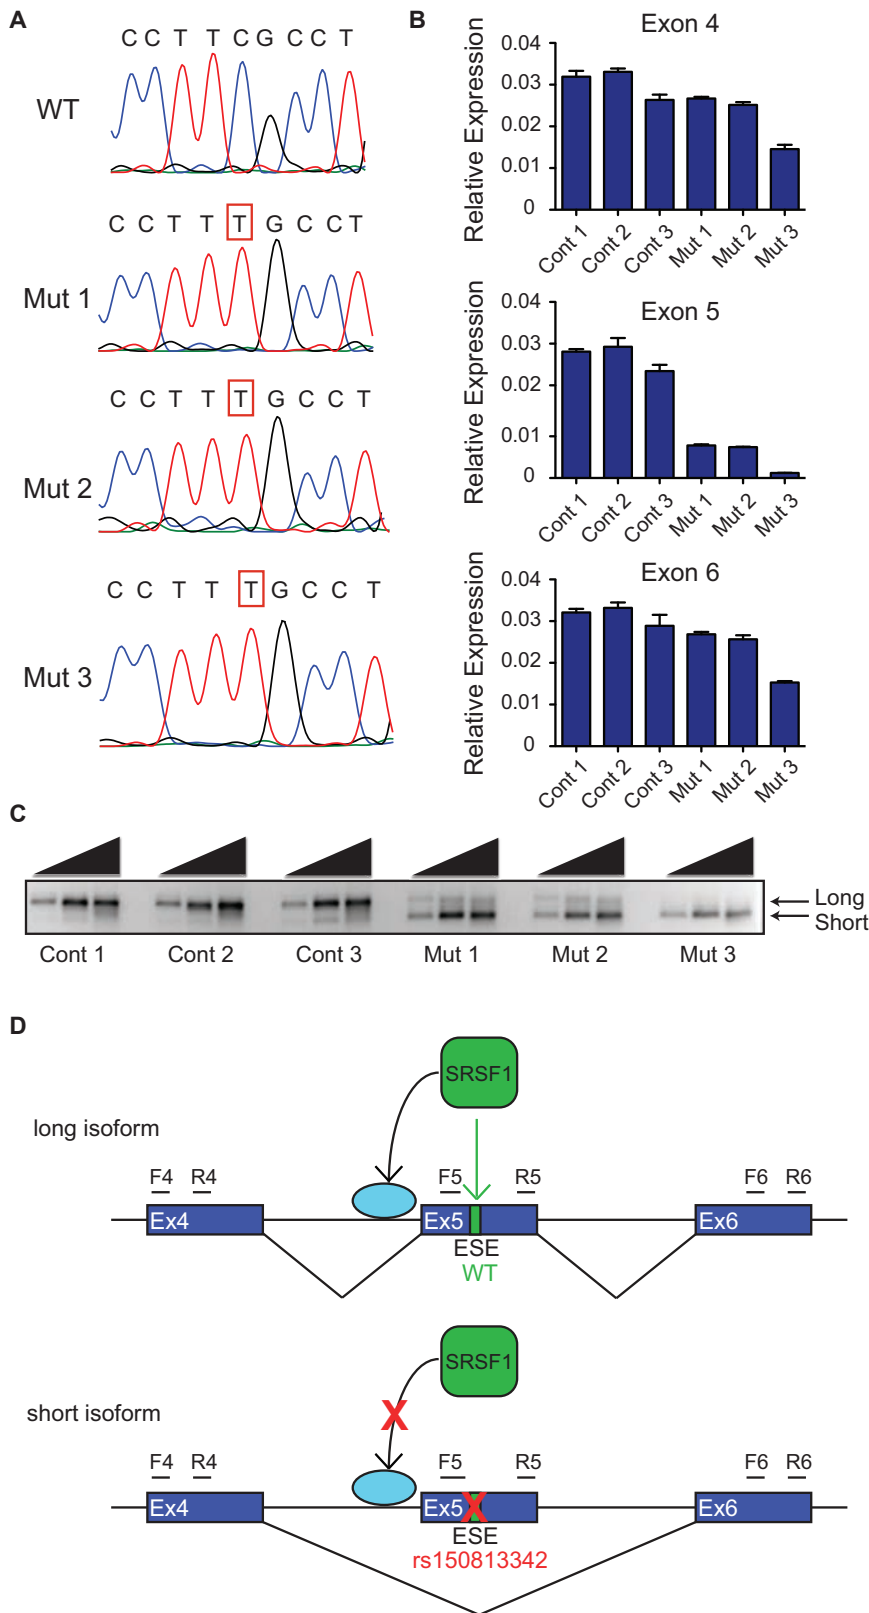 A
C C T T C G C C T
WT
C C T T T G C C T
Mut 1
C C T T T G C C T
Mut 2
C C T T T G C C T
Mut 3
B
Exon 4
Relative Expression
0.04
0.03
0.02
0.01
0
Cont 1
Cont 2
Cont 3
Mut 1
Mut 2
Mut 3
Exon 5
Relative Expression
0.04
0.03
0.02
0.01
0
Cont 1
Cont 2
Cont 3
Mut 1
Mut 2
Mut 3
Exon 6
Relative Expression
0.04
0.03
0.02
0.01
0
Cont 1
Cont 2
Cont 3
Mut 1
Mut 2
Mut 3
C
Long
Short
Cont 1 Cont 2 Cont 3 Mut 1 Mut 2 Mut 3
D
SRSF1
long isoform
F4 R4 F5 R5 F6 R6
Ex4 Ex5 Ex6
ESE
WT
SRSF1
X
short isoform
F4 R4 F5 R5 F6 R6
Ex4 Ex5 X Ex6
ESE
rs150813342